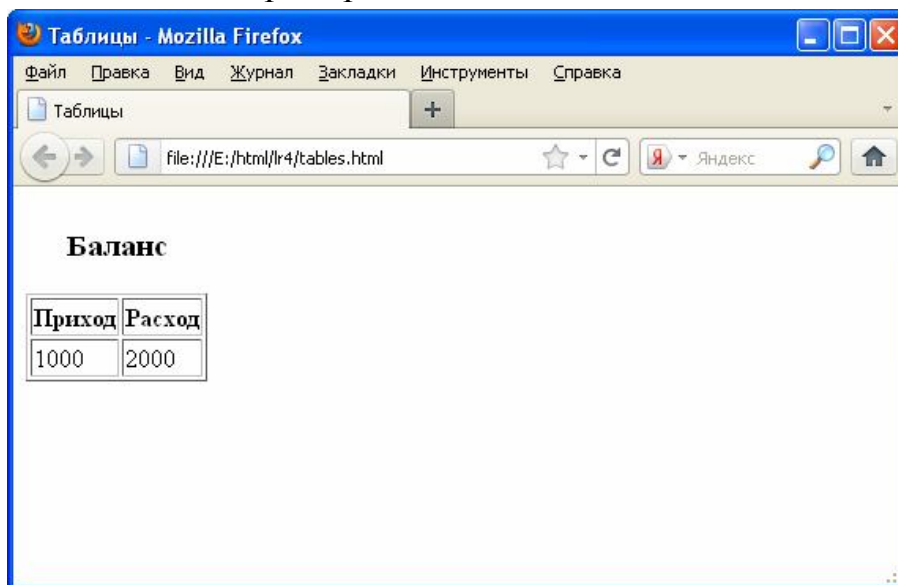 Таблицы - Mozilla Firefox
Файл Правка Вид Журнал Закладки Инструменты Справка
Таблицы +
file:///E:/html/lr4/tables.html Я Яндекс
Баланс
Приход Расход
1000 2000